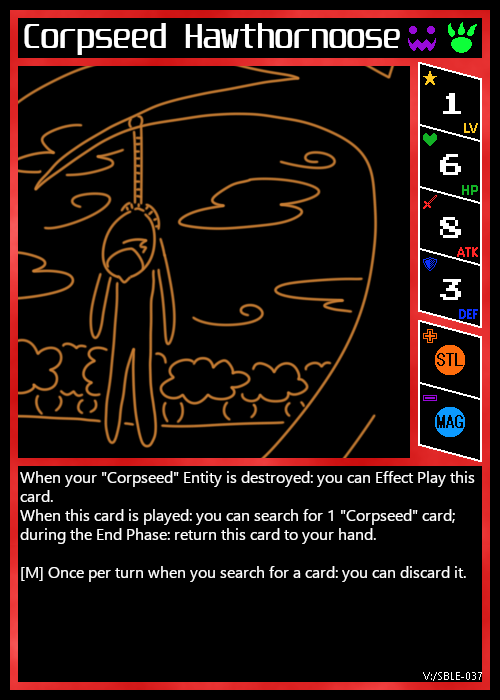 Corpseed Hawthornoose
1
LV
6
HP
8
ATK
3
DEF
STL
MAG
When your "Corpseed" Entity is destroyed: you can Effect Play this
card.
When this card is played: you can search for 1 "Corpseed" card;
during the End Phase: return this card to your hand.
[M] Once per turn when you search for a card: you can discard it.
V:/SBLE-037